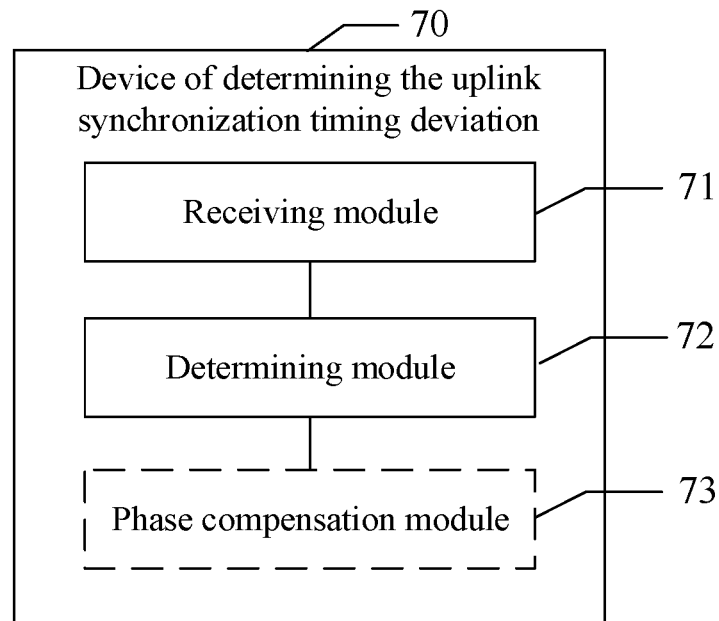 70
Device of determining the uplink
synchronization timing deviation
Receiving module
71
Determining module
72
Phase compensation module
73